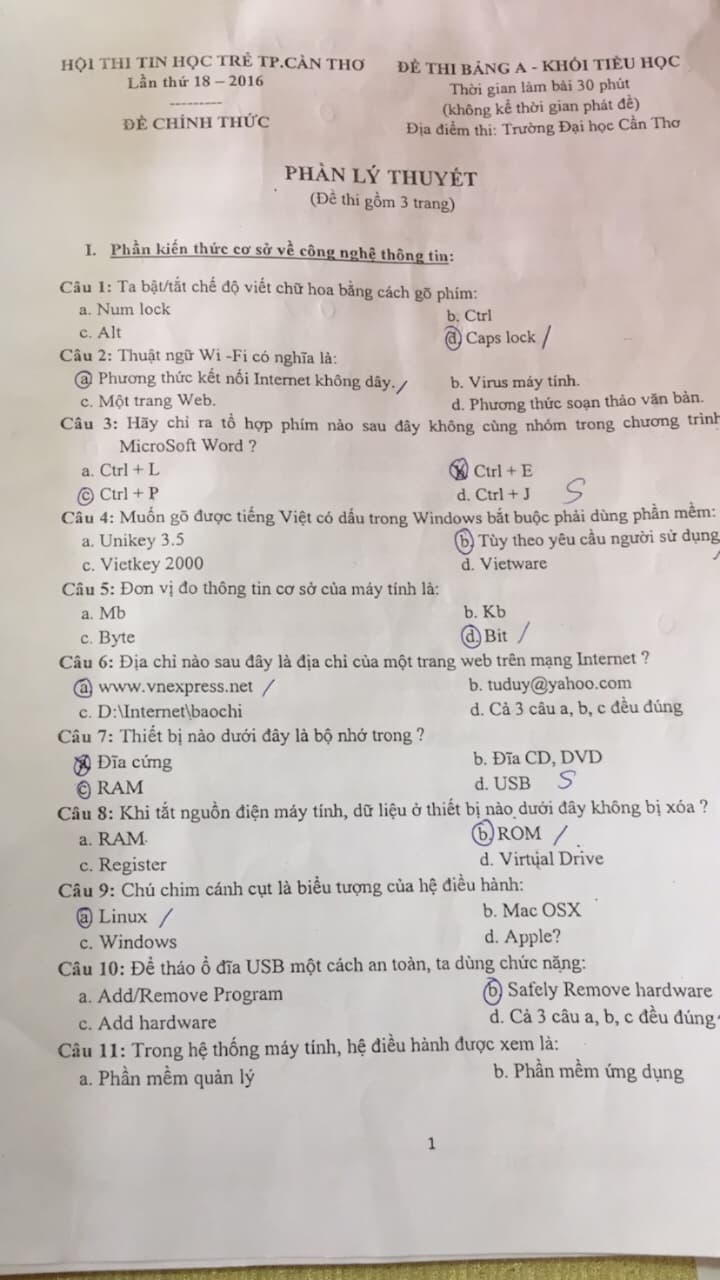 HỘI THI TIN HỌC TRẺ TP.CẦN THƠ
Lần thứ 18 – 2016
ĐỀ CHÍNH THỨC
ĐỀ THI BẢNG A - KHỐI TIỂU HỌC
Thời gian làm bài 30 phút
(không kể thời gian phát đề)
Địa điểm thi: Trường Đại học Cần Thơ
PHẦN LÝ THUYẾT
(Đề thi gồm 3 trang)
I. Phần kiến thức cơ sở về công nghệ thông tin:
Câu 1: Ta bật/tắt chế độ viết chữ hoa bằng cách gõ phím:
a. Num lock b. Ctrl
c. Alt d. Caps lock /
Câu 2: Thuật ngữ Wi -Fi có nghĩa là:
a. Phương thức kết nối Internet không dây. / b. Virus máy tính.
c. Một trang Web. d. Phương thức soạn thảo văn bản.
Câu 3: Hãy chỉ ra tổ hợp phím nào sau đây không cùng nhóm trong chương trình
MicroSoft Word ?
a. Ctrl + L b. Ctrl + E
c. Ctrl + P d. Ctrl + J S
Câu 4: Muốn gõ được tiếng Việt có dấu trong Windows bắt buộc phải dùng phần mềm:
a. Unikey 3.5 b. Tùy theo yêu cầu người sử dụng
c. Vietkey 2000 d. Vietware /
Câu 5: Đơn vị đo thông tin cơ sở của máy tính là:
a. Mb b. Kb
c. Byte d. Bit /
Câu 6: Địa chỉ nào sau đây là địa chỉ của một trang web trên mạng Internet ?
a. www.vnexpress.net / b. tuduy@yahoo.com
c. D:\Internet\baochi d. Cả 3 câu a, b, c đều đúng
Câu 7: Thiết bị nào dưới đây là bộ nhớ trong ?
a. Đĩa cứng b. Đĩa CD, DVD
c. RAM d. USB S
Câu 8: Khi tắt nguồn điện máy tính, dữ liệu ở thiết bị nào dưới đây không bị xóa ?
a. RAM. b. ROM /
c. Register d. Virtual Drive
Câu 9: Chú chim cánh cụt là biểu tượng của hệ điều hành:
a. Linux / b. Mac OSX
c. Windows d. Apple?
Câu 10: Để tháo ổ đĩa USB một cách an toàn, ta dùng chức năng:
a. Add/Remove Program b. Safely Remove hardware
c. Add hardware d. Cả 3 câu a, b, c đều đúng
Câu 11: Trong hệ thống máy tính, hệ điều hành được xem là:
a. Phần mềm quản lý b. Phần mềm ứng dụng
1